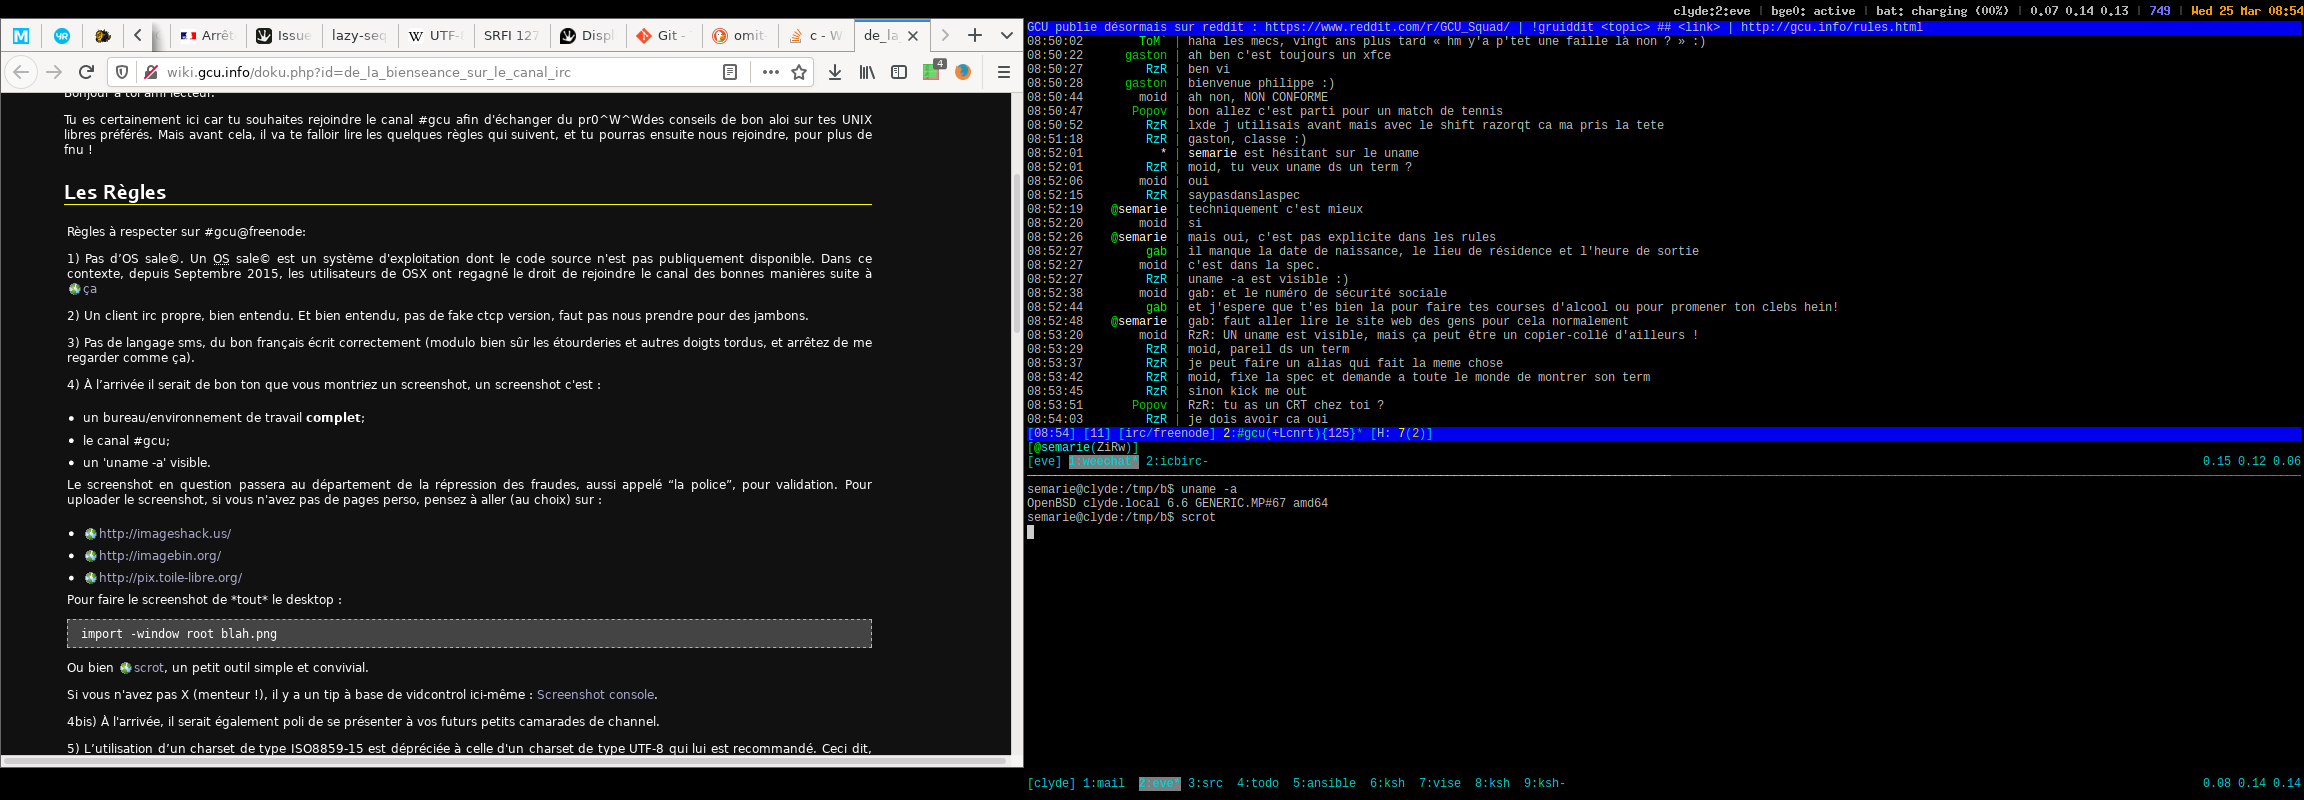 clyde:2:eve | bge0: active | bat: charging (00%) | 0.07 0.14 0.13 | 749 | Wed 25 Mar 08:54
Arrêt
Issue
lazy-seq
UTF-8
SRFI 127
Displ
Git -
omit-
c - W
de_la
wiki.gcu.info/doku.php?id=de_la_bienseance_sur_le_canal_irc
4
Bonjour à toi ami lecteur.
Tu es certainement ici car tu souhaites rejoindre le canal #gcu afin d'échanger du pr0^W^Wdes conseils de bon aloi sur tes UNIX
libres préférés. Mais avant cela, il va te falloir lire les quelques règles qui suivent, et tu pourras ensuite nous rejoindre, pour plus de
fnu !
Les Règles
Règles à respecter sur #gcu@freenode:
1) Pas d’OS sale©. Un OS sale© est un système d'exploitation dont le code source n'est pas publiquement disponible. Dans ce
contexte, depuis Septembre 2015, les utilisateurs de OSX ont regagné le droit de rejoindre le canal des bonnes manières suite à
ça
2) Un client irc propre, bien entendu. Et bien entendu, pas de fake ctcp version, faut pas nous prendre pour des jambons.
3) Pas de langage sms, du bon français écrit correctement (modulo bien sûr les étourderies et autres doigts tordus, et arrêtez de me
regarder comme ça).
4) À l’arrivée il serait de bon ton que vous montriez un screenshot, un screenshot c'est :
• un bureau/environnement de travail complet;
• le canal #gcu;
• un 'uname -a' visible.
Le screenshot en question passera au département de la répression des fraudes, aussi appelé “la police”, pour validation. Pour
uploader le screenshot, si vous n'avez pas de pages perso, pensez à aller (au choix) sur :
• http://imageshack.us/
• http://imagebin.org/
• http://pix.toile-libre.org/
Pour faire le screenshot de *tout* le desktop :
import -window root blah.png
Ou bien scrot, un petit outil simple et convivial.
Si vous n'avez pas X (menteur !), il y a un tip à base de vidcontrol ici-même : Screenshot console.
4bis) À l'arrivée, il serait également poli de se présenter à vos futurs petits camarades de channel.
5) L’utilisation d’un charset de type ISO8859-15 est dépréciée à celle d'un charset de type UTF-8 qui lui est recommandé. Ceci dit,
GCU publie désormais sur reddit : https://www.reddit.com/r/GCU_Squad/ | !gruiddit <topic> ## <link> | http://gcu.info/rules.html
08:50:02 ToM` | haha les mecs, vingt ans plus tard « hm y'a p'tet une faille là non ? » :)
08:50:22 gaston | ah ben c'est toujours un xfce
08:50:27 RzR | ben vi
08:50:28 gaston | bienvenue philippe :)
08:50:44 moid | ah non, NON CONFORME
08:50:47 Popov | bon allez c'est parti pour un match de tennis
08:50:52 RzR | lxde j utilisais avant mais avec le shift razorqt ca ma pris la tete
08:51:18 RzR | gaston, classe :)
08:52:01 * | semarie est hésitant sur le uname
08:52:01 RzR | moid, tu veux uname ds un term ?
08:52:06 moid | oui
08:52:15 RzR | saypasdanslaspec
08:52:19 @semarie | techniquement c'est mieux
08:52:20 moid | si
08:52:26 @semarie | mais oui, c'est pas explicite dans les rules
08:52:27 gab | il manque la date de naissance, le lieu de résidence et l'heure de sortie
08:52:27 moid | c'est dans la spec.
08:52:27 RzR | uname -a est visible :)
08:52:38 moid | gab: et le numéro de sécurité sociale
08:52:44 gab | et j'espere que t'es bien la pour faire tes courses d'alcool ou pour promener ton clebs hein!
08:52:48 @semarie | gab: faut aller lire le site web des gens pour cela normalement
08:53:20 moid | RzR: UN uname est visible, mais ça peut être un copier-collé d'ailleurs !
08:53:29 RzR | moid, pareil ds un term
08:53:37 RzR | je peut faire un alias qui fait la meme chose
08:53:42 RzR | moid, fixe la spec et demande a toute le monde de montrer son term
08:53:45 RzR | sinon kick me out
08:53:51 Popov | RzR: tu as un CRT chez toi ?
08:54:03 RzR | je dois avoir ca oui
[08:54] [11] [irc/freenode] 2:#gcu(+Lcnrt){125}* [H: 7(2)]
[@semarie(ZiRw)]
[eve] 1:weechat* 2:icbirc- 0.15 0.12 0.06
semarie@clyde:/tmp/b$ uname -a
OpenBSD clyde.local 6.6 GENERIC.MP#67 amd64
semarie@clyde:/tmp/b$ scrot
[clyde] 1:mail 2:eve* 3:src 4:todo 5:ansible 6:ksh 7:vise 8:ksh 9:ksh- 0.08 0.14 0.14